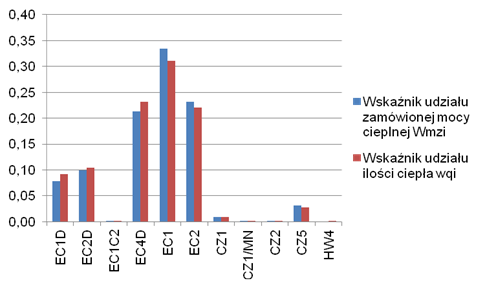 0,40
0,35
0,30
0,25
0,20
0,15
0,10
0,05
0,00
EC1D
EC2D
EC1C2
EC4D
EC1
EC2
CZ1
CZ1/MN
CZ2
CZ5
HW4
Wskaźnik udziału
zamówionej mocy
cieplnej Wmzi
Wskaźnik udziału
ilości ciepła wqi